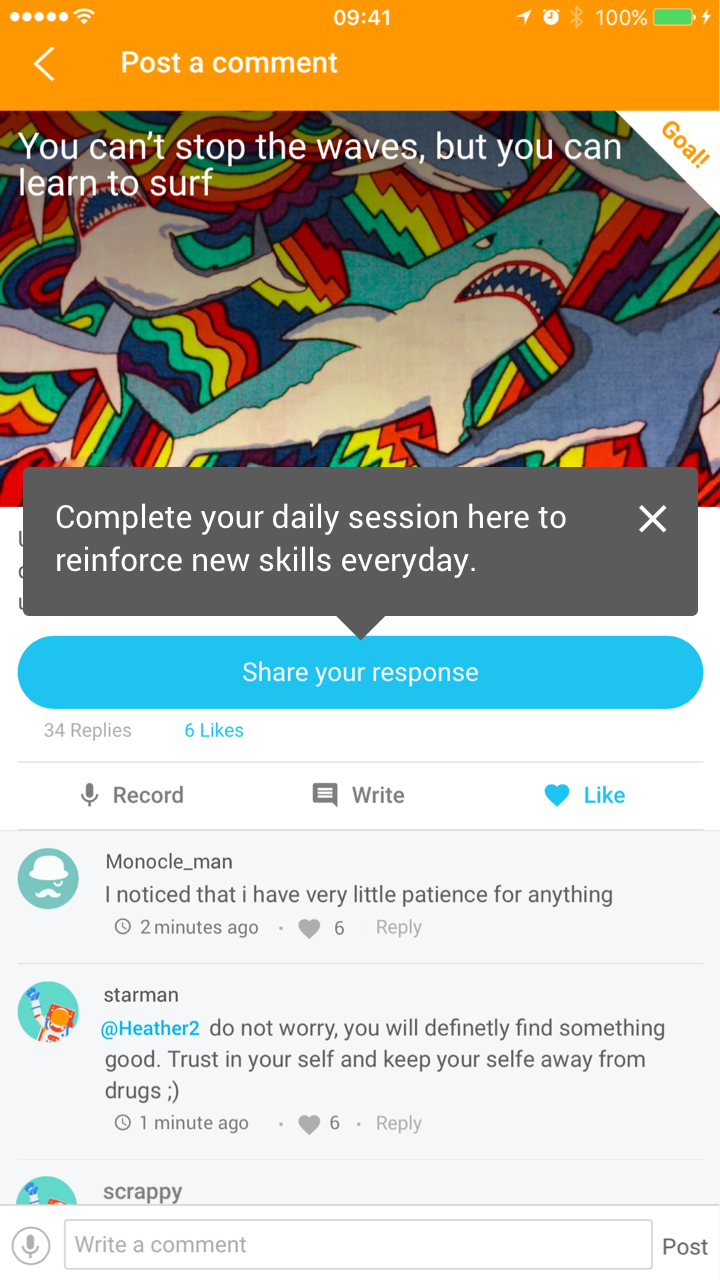 09:41
100%
Post a comment
Goal!
You can’t stop the waves, but you can
learn to surf
Complete your daily session here to
reinforce new skills everyday.
Share your response
34 Replies
6 Likes
Record
Write
Like
Monocle_man
I noticed that i have very little patience for anything
2 minutes ago • 6 Reply
starman
@Heather2 do not worry, you will definetly find something
good. Trust in your self and keep your selfe away from
drugs ;)
1 minute ago • 6 • Reply
scrappy
Write a comment
Post